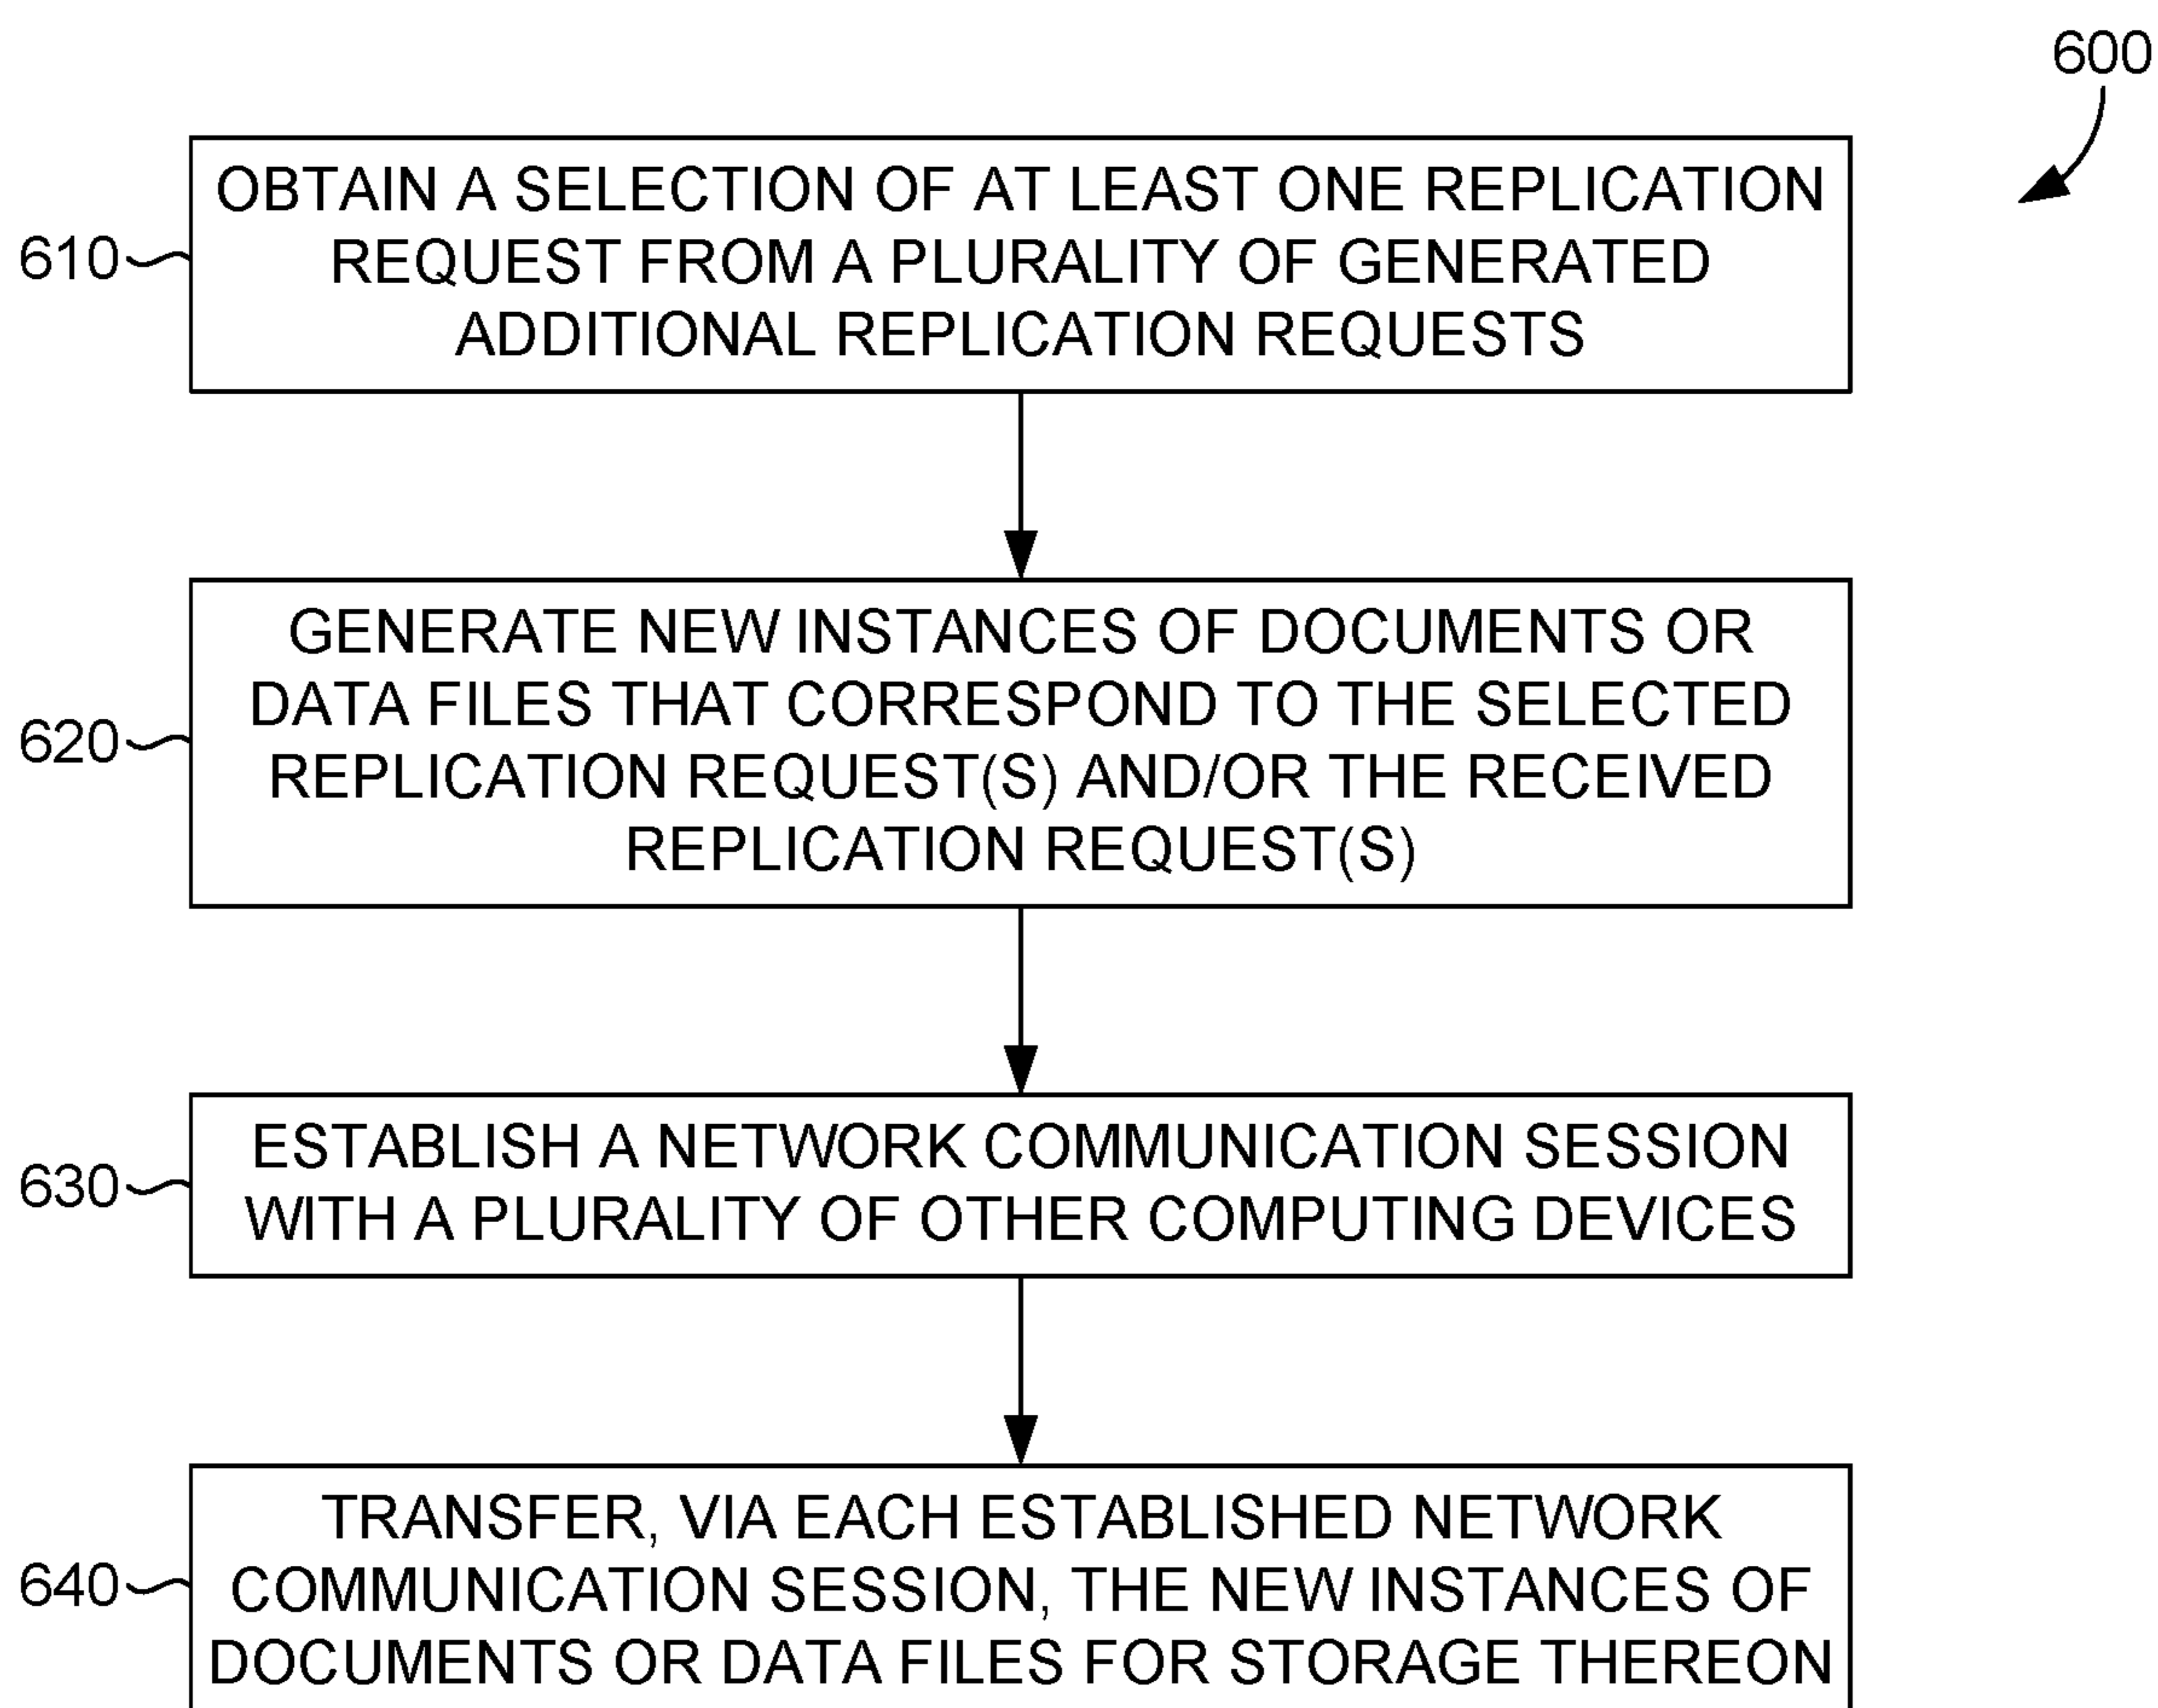 600
OBTAIN A SELECTION OF AT LEAST ONE REPLICATION
REQUEST FROM A PLURALITY OF GENERATED
ADDITIONAL REPLICATION REQUESTS
610
GENERATE NEW INSTANCES OF DOCUMENTS OR
DATA FILES THAT CORRESPOND TO THE SELECTED
REPLICATION REQUEST(S) AND/OR THE RECEIVED
REPLICATION REQUEST(S)
620
ESTABLISH A NETWORK COMMUNICATION SESSION
WITH A PLURALITY OF OTHER COMPUTING DEVICES
630
TRANSFER, VIA EACH ESTABLISHED NETWORK
COMMUNICATION SESSION, THE NEW INSTANCES OF
DOCUMENTS OR DATA FILES FOR STORAGE THEREON
640